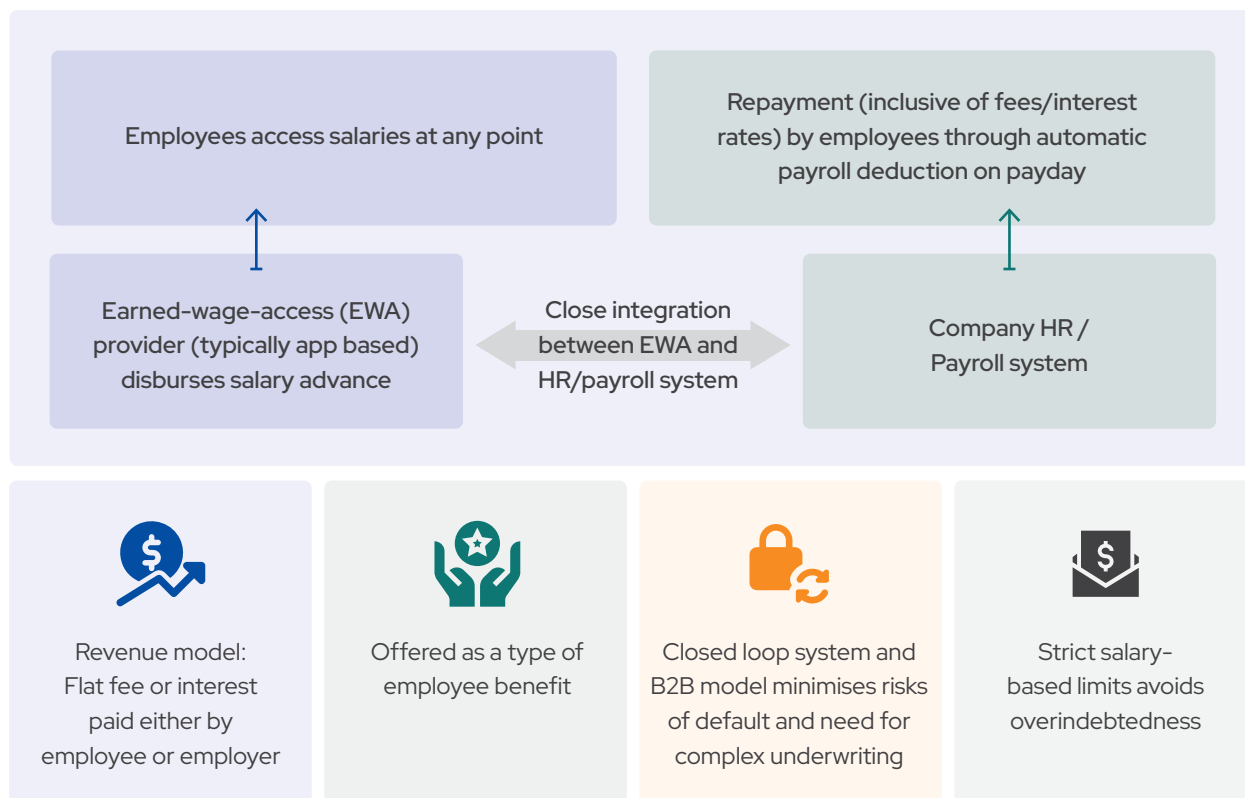 Employees access salaries at any point
Repayment (inclusive of fees/interest
rates) by employees through automatic
payroll deduction on payday
Earned-wage-access (EWA)
provider (typically app based)
disburses salary advance
Close integration
between EWA and
HR/payroll system
Company HR /
Payroll system
$
Revenue model:
Flat fee or interest
paid either by
employee or employer
Offered as a type of
employee benefit
Closed loop system and
B2B model minimises risks
of default and need for
complex underwriting
$
Strict salary-
based limits avoids
overindebtedness